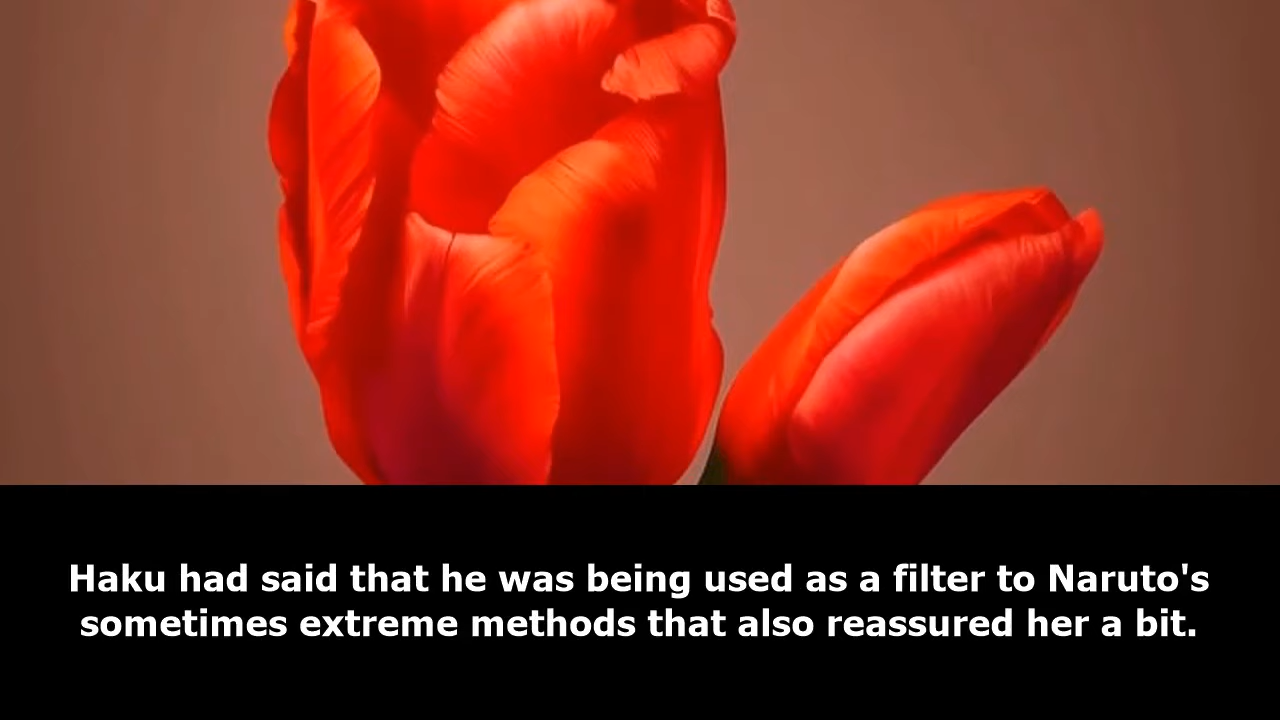 Haku had said that he was being used as a filter to Naruto's
sometimes extreme methods that also reassured her a bit.